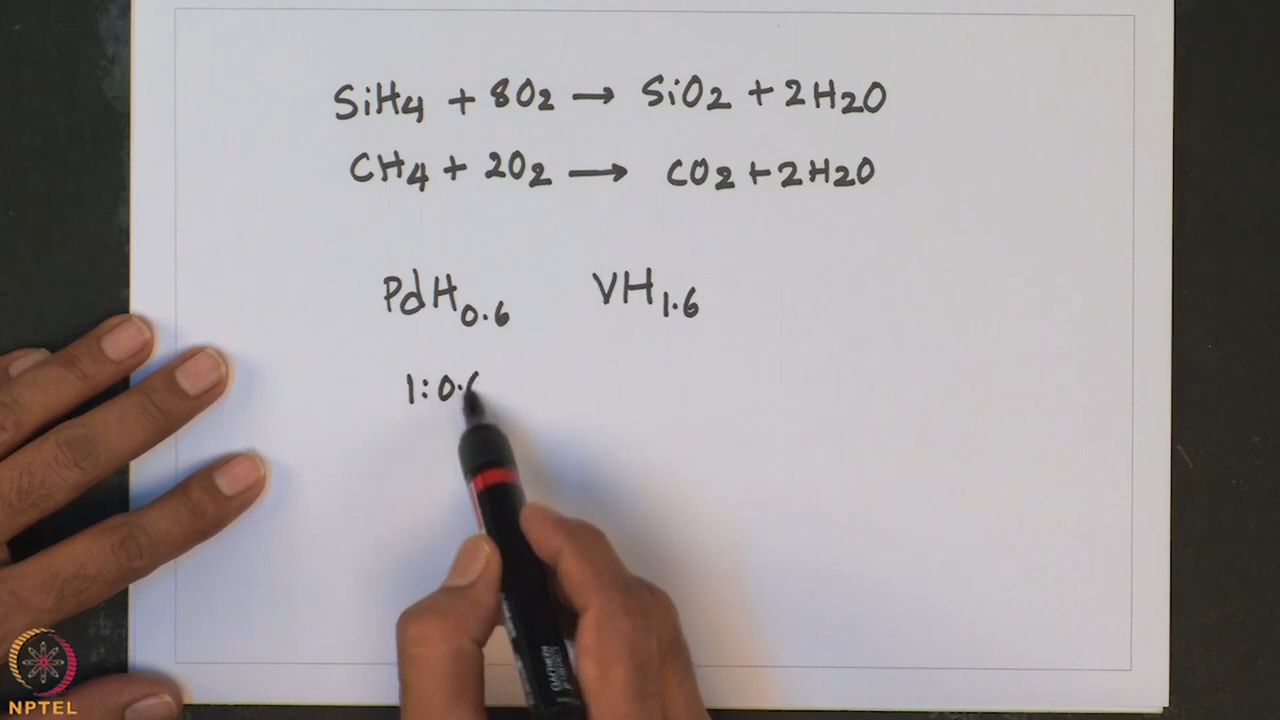 SiH4 + 8O2 → SiO2 + 2H2O
CH4 + 2O2 → CO2 + 2H2O
PdH0.6 VH1.6
1:0.6
NPTEL